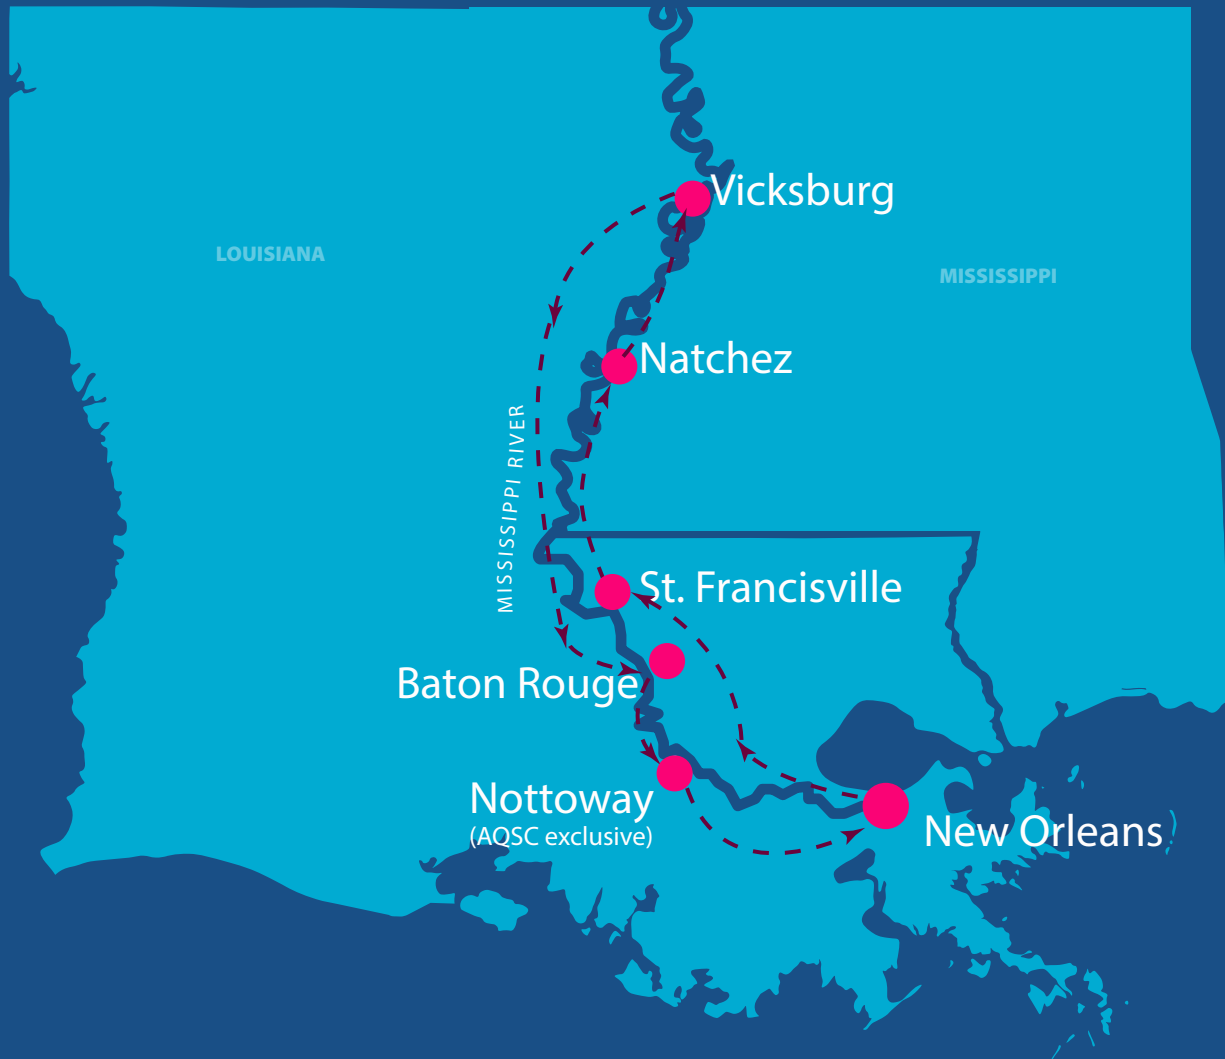 Vicksburg
LOUISIANA
MISSISSIPPI
Natchez
MISSISSIPPI RIVER
St. Francisville
Baton Rouge
Nottoway
(AQSC exclusive)
New Orleans